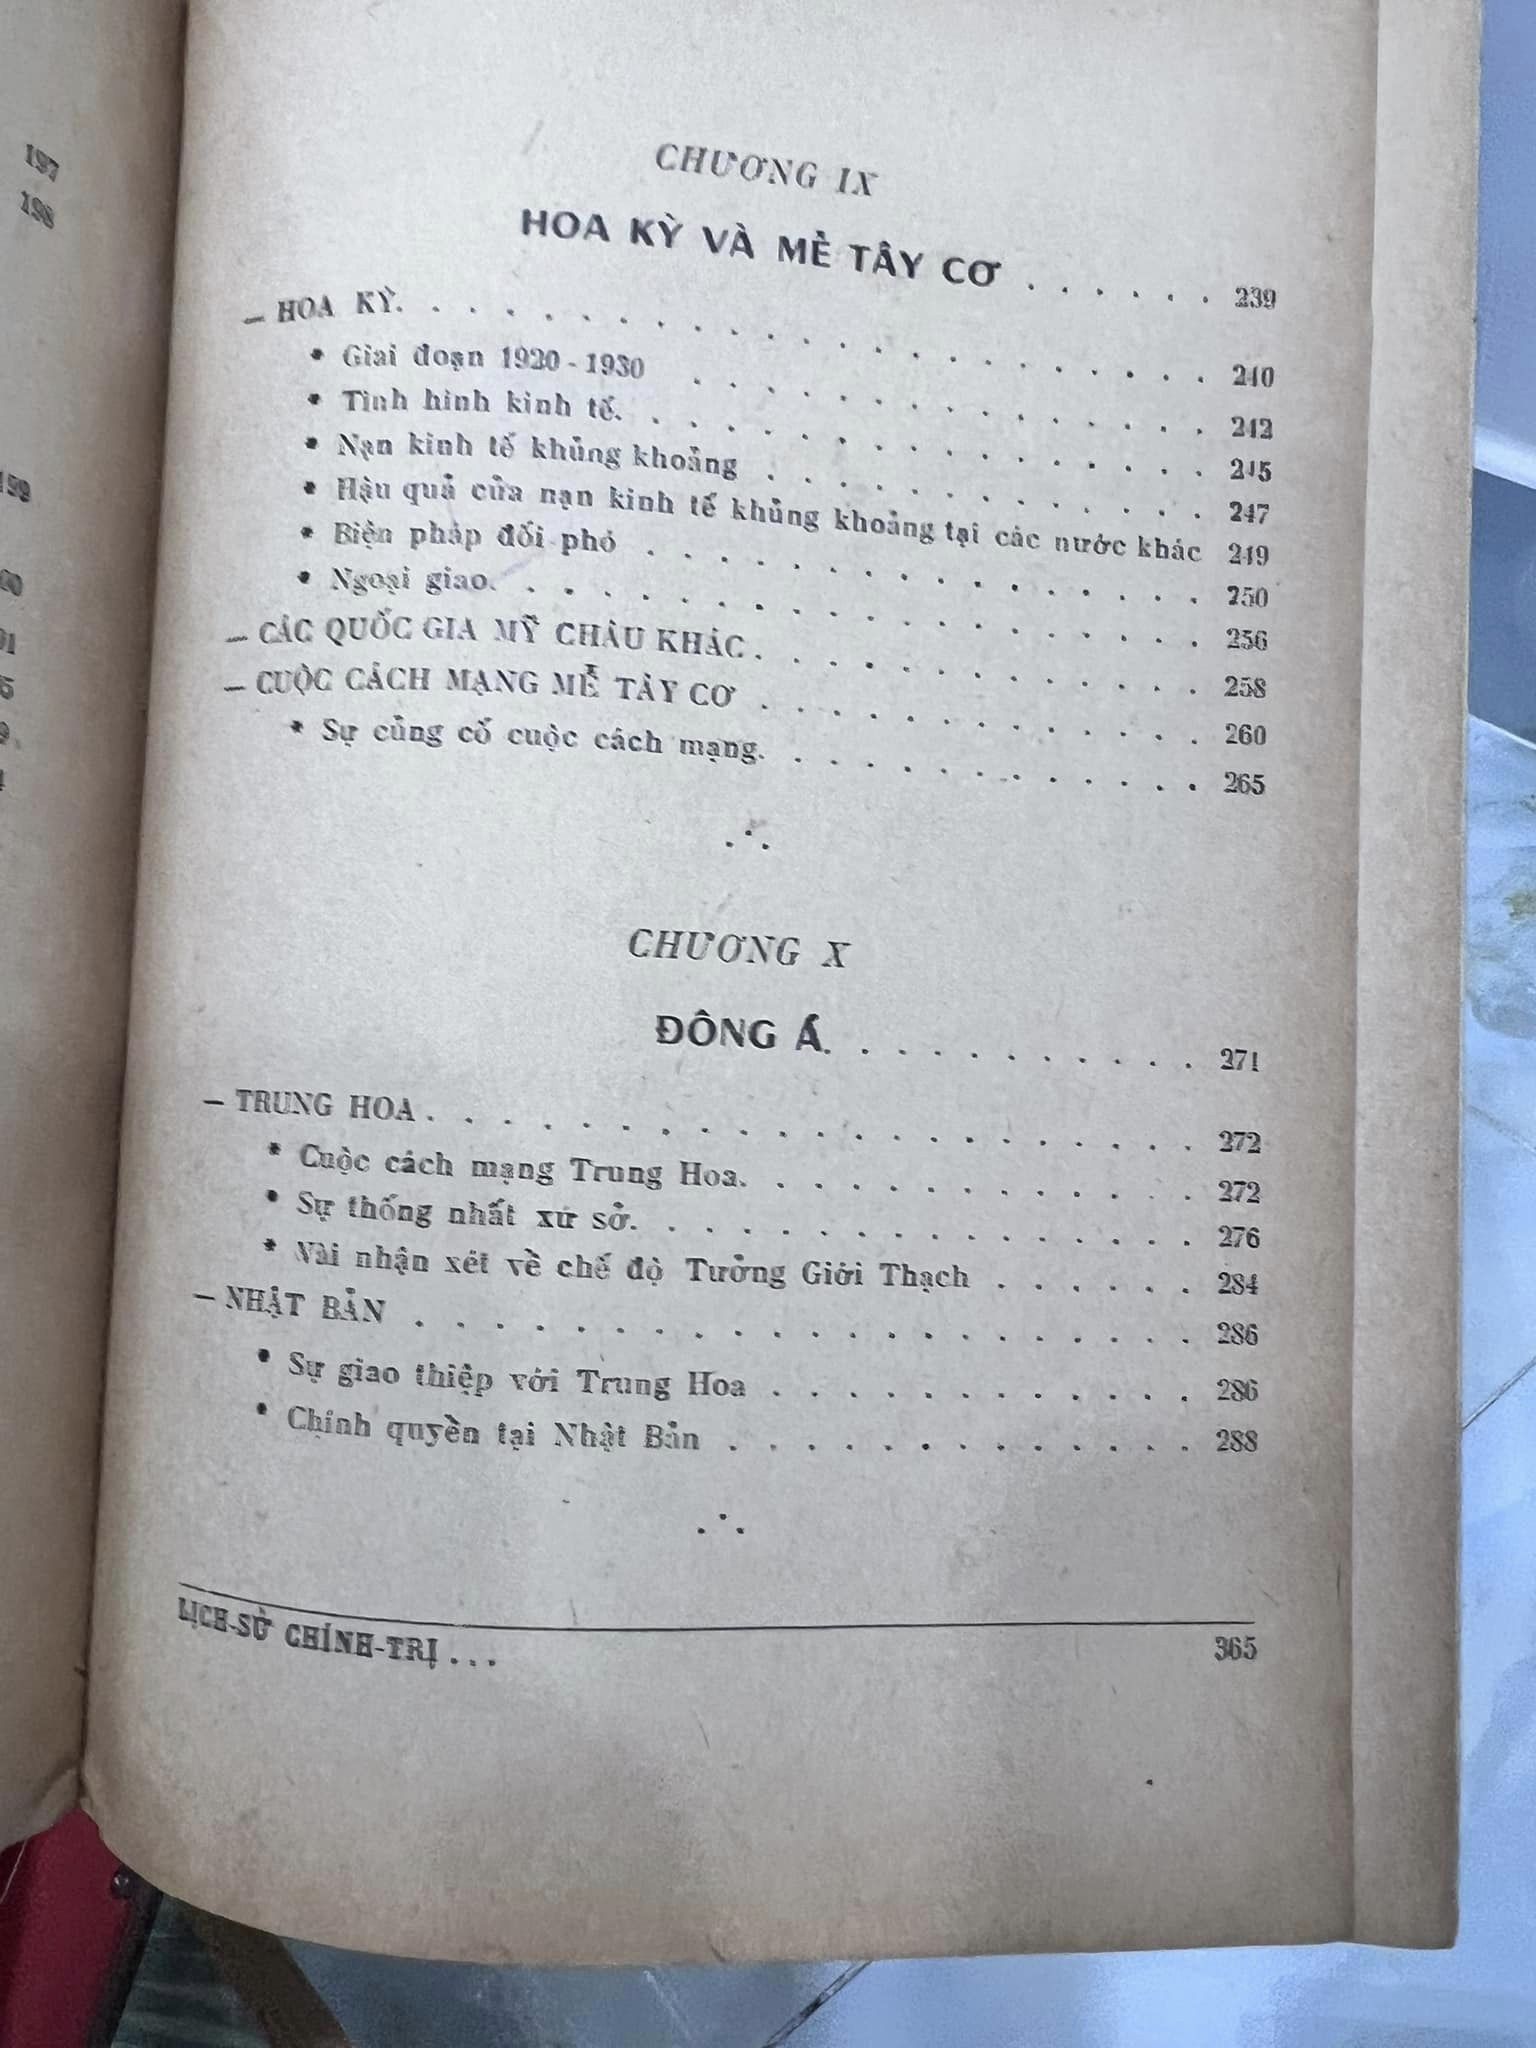 197
198
199
CHƯƠNG IX
HOA KỲ VÀ MỄ TÂY CƠ . . . . . . 239
— HOA KỲ. . . . . . . . . . . . . . . . . . . . . . 240
* Giai đoạn 1920 - 1930 . . . . . . . . . . . . . . 242
* Tình hình kinh tế. . . . . . . . . . . . . . . . 245
* Nạn kinh tế khủng khoảng . . . . . . . . . . . . 247
* Hậu quả của nạn kinh tế khủng khoảng tại các nước khác 249
* Biện pháp đối phó . . . . . . . . . . . . . . . . 250
* Ngoại giao. . . . . . . . . . . . . . . . . . . 256
— CÁC QUỐC GIA MỸ CHÂU KHÁC. . . . . . . . . . . . 258
— CUỘC CÁCH MẠNG MỄ TÂY CƠ . . . . . . . . . . . . 260
* Sự củng cố cuộc cách mạng. . . . . . . . . . . . 265
CHƯƠNG X
ĐÔNG Á. . . . . . . . . . . 271
— TRUNG HOA . . . . . . . . . . . . . . . . . . . . 272
* Cuộc cách mạng Trung Hoa. . . . . . . . . . . . 272
* Sự thống nhất xứ sở. . . . . . . . . . . . . . . 276
* Vài nhận xét về chế độ Tưởng Giới Thạch . . . . . . 284
— NHẬT BẢN . . . . . . . . . . . . . . . . . . . . 286
* Sự giao thiệp với Trung Hoa . . . . . . . . . . . 286
* Chính quyền tại Nhật Bản . . . . . . . . . . . . 288
LỊCH-SỬ CHÍNH-TRỊ . . . 365